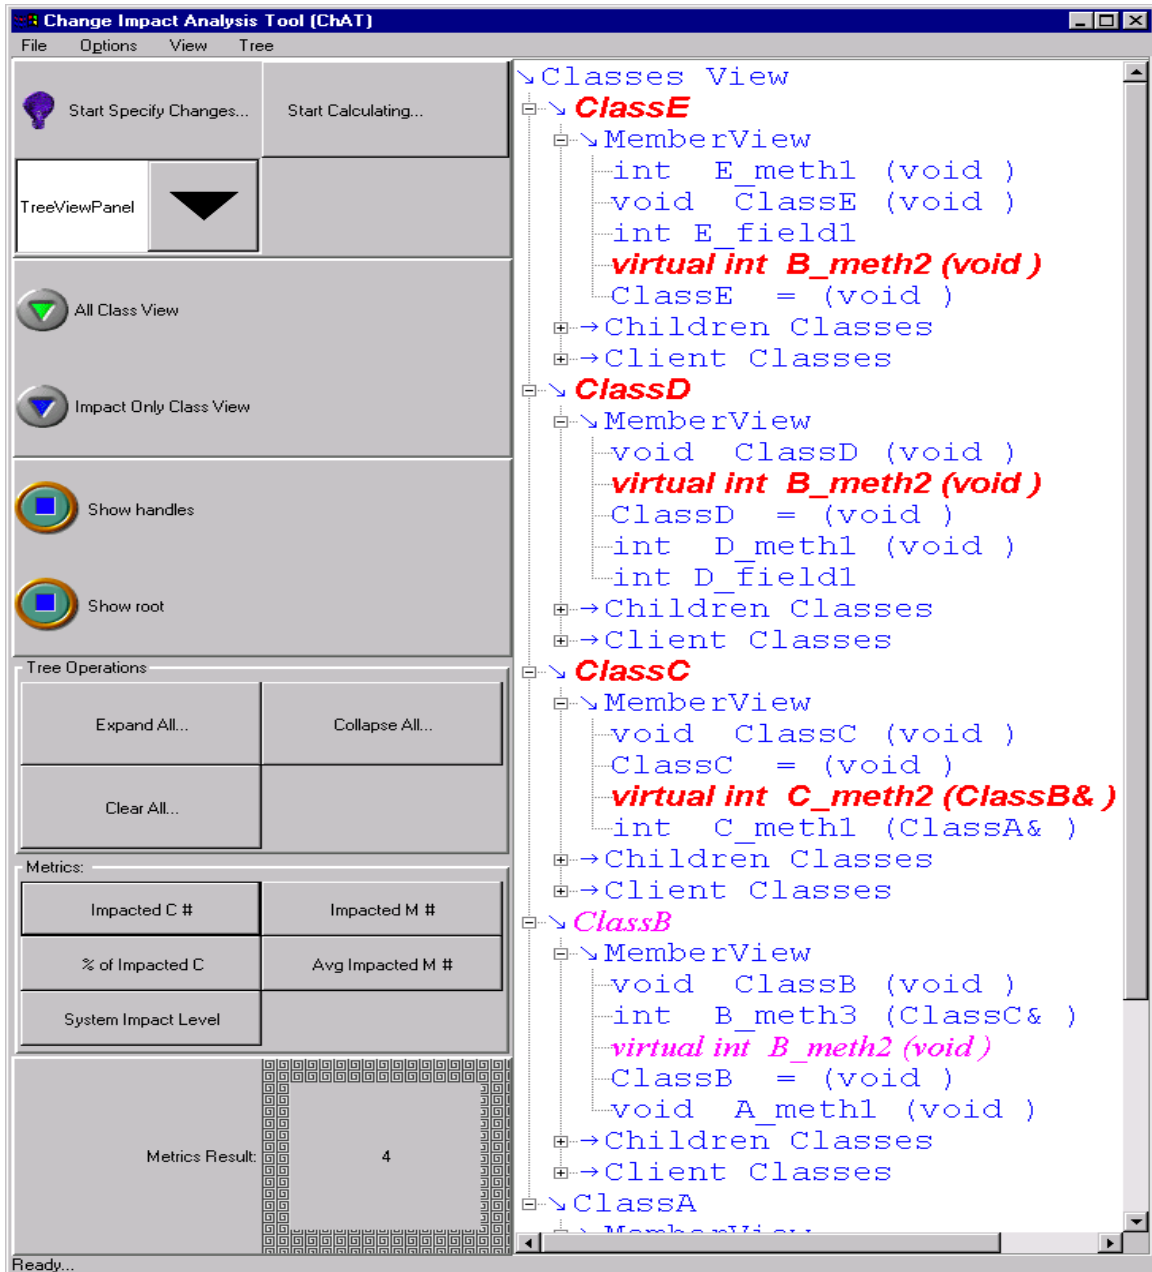 Change Impact Analysis Tool (ChAT)
File Options View Tree
Start Specify Changes... Start Calculating...
TreeViewPanel
All Class View
Impact Only Class View
Show handles
Show root
Tree Operations
Expand All... Collapse All...
Clear All...
Metrics:
Impacted C # Impacted M #
% of Impacted C Avg Impacted M #
System Impact Level
Metrics Result: 4
Ready...
Classes View
ClassE
MemberView
int E_meth1 (void )
void ClassE (void )
int E_field1
virtual int B_meth2 (void )
ClassE = (void )
Children Classes
Client Classes
ClassD
MemberView
void ClassD (void )
virtual int B_meth2 (void )
ClassD = (void )
int D_meth1 (void )
int D_field1
Children Classes
Client Classes
ClassC
MemberView
void ClassC (void )
ClassC = (void )
virtual int C_meth2 (ClassB& )
int C_meth1 (ClassA& )
Children Classes
Client Classes
ClassB
MemberView
void ClassB (void )
int B_meth3 (ClassC& )
virtual int B_meth2 (void )
ClassB = (void )
void A_meth1 (void )
Children Classes
Client Classes
ClassA
MemberView